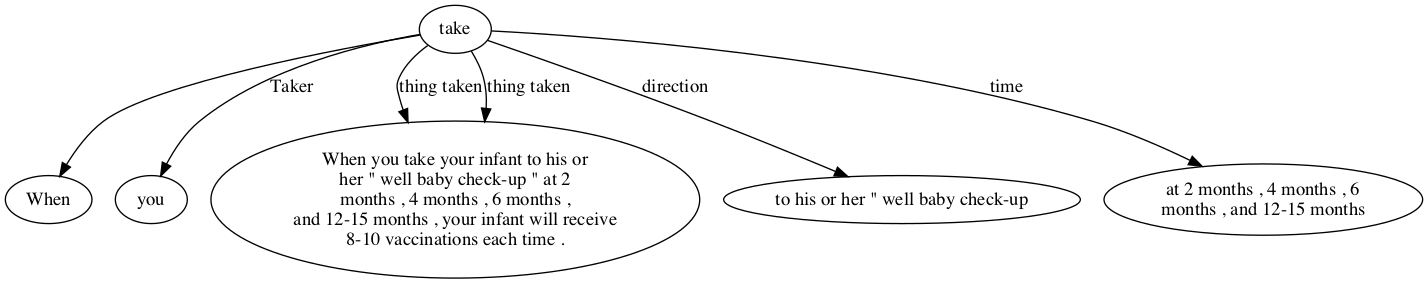 take
Taker
thing taken
thing taken
direction
time
When
you
When you take your infant to his or
her " well baby check-up " at 2
months , 4 months , 6 months ,
and 12-15 months , your infant will receive
8-10 vaccinations each time .
to his or her " well baby check-up
at 2 months , 4 months , 6
months , and 12-15 months